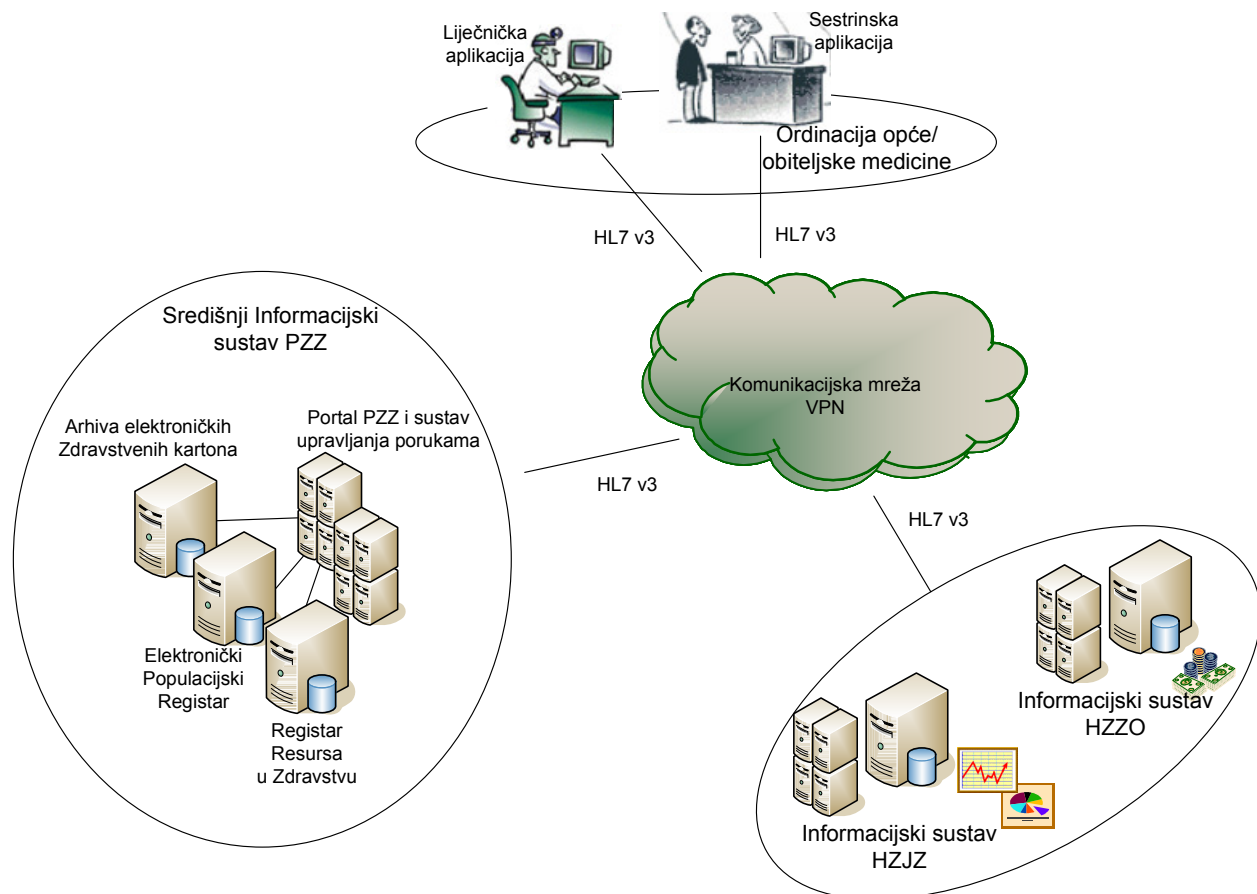 Liječnička
aplikacija
Sestrinska
aplikacija
Ordinacija opće/
obiteljske medicine
HL7 v3
HL7 v3
Središnji Informacijski
sustav PZZ
Komunikacijska mreža
VPN
Arhiva elektroničkih
Zdravstvenih kartona
Portal PZZ i sustav
upravljanja porukama
HL7 v3
HL7 v3
Elektronički
Populacijski
Registar
Registar
Resursa
u Zdravstvu
Informacijski sustav
HZZO
Informacijski sustav
HZJZ